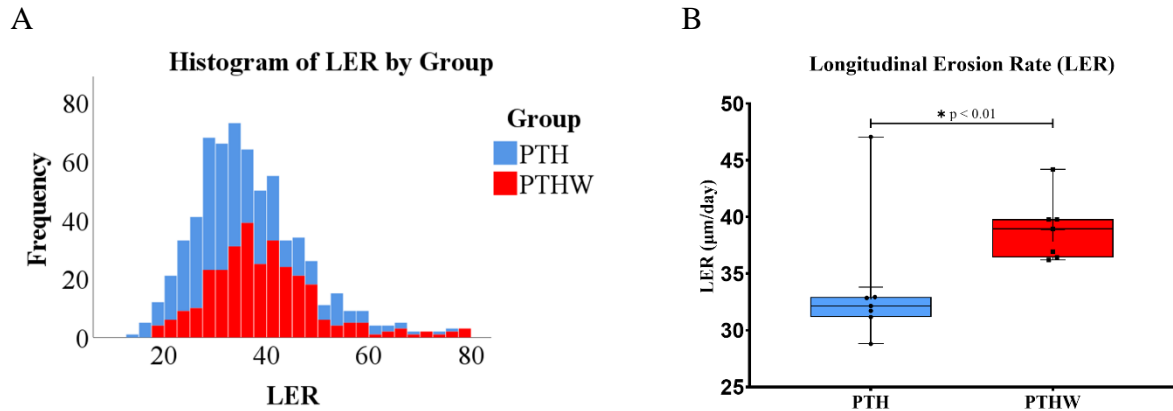 A
Histogram of LER by Group
80
60
40
20
0
Frequency
20
40
60
80
LER
Group
PTH
PTHW
B
Longitudinal Erosion Rate (LER)
* p < 0.01
50
45
40
35
30
25
LER (µm/day)
PTH
PTHW